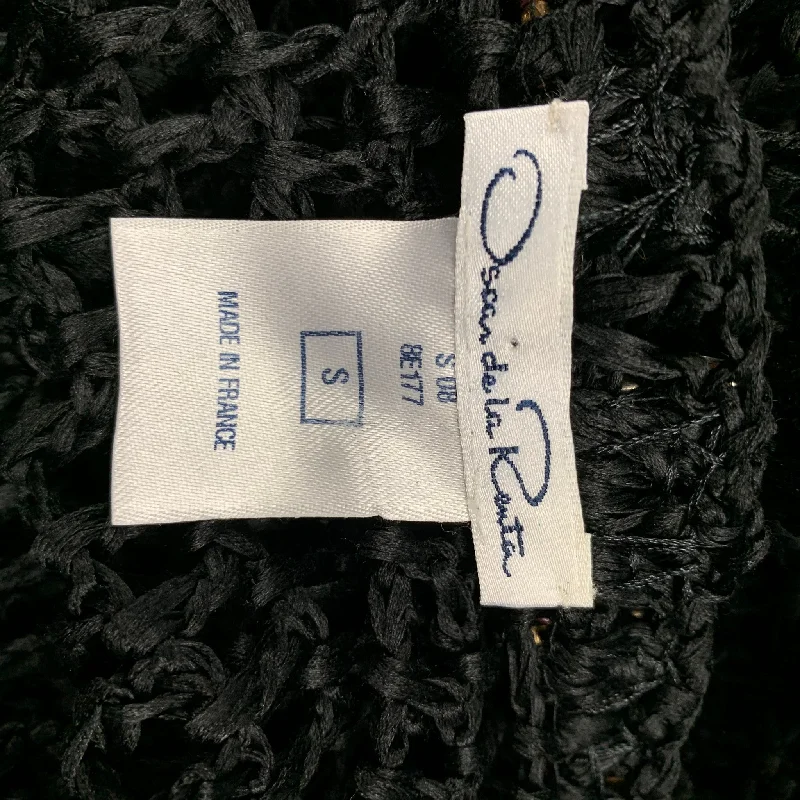 Oscar de la Renta
S 08
8E177
S
MADE IN FRANCE